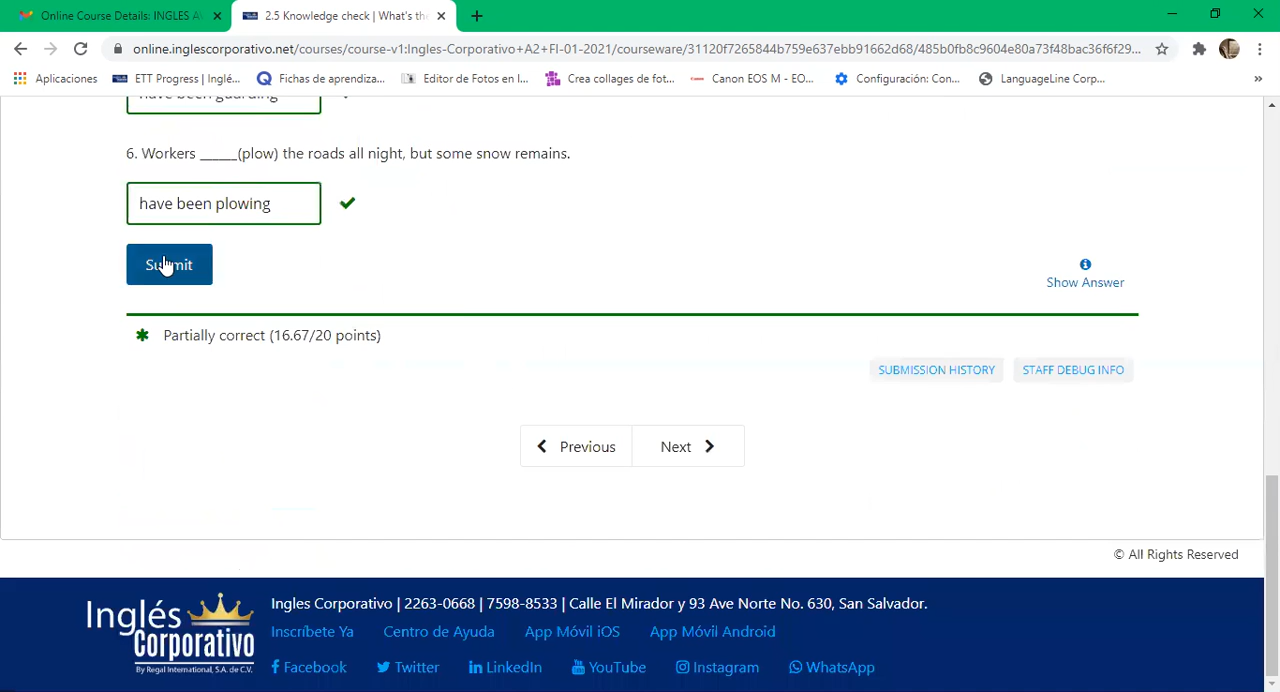 Online Course Details: INGLES AV
2.5 Knowledge check | What's the
online.inglescorporativo.net/courses/course-v1:Ingles-Corporativo+A2+FI-01-2021/courseware/31120f7265844b759e637ebb91662d68/485b0fb8c9604e80a73f48bac36f6f29...
Aplicaciones
ETT Progress | Inglé...
Fichas de aprendiza...
Editor de Fotos en l...
Crea collages de fot...
Canon EOS M - EO...
Configuración: Con...
LanguageLine Corp...
»
have been guarding
6. Workers ______(plow) the roads all night, but some snow remains.
have been plowing
Submit
Show Answer
Partially correct (16.67/20 points)
SUBMISSION HISTORY
STAFF DEBUG INFO
Previous
Next
© All Rights Reserved
Inglés Corporativo
By Regal International, S.A. de C.V.
Ingles Corporativo | 2263-0668 | 7598-8533 | Calle El Mirador y 93 Ave Norte No. 630, San Salvador.
Inscríbete Ya
Centro de Ayuda
App Móvil iOS
App Móvil Android
Facebook
Twitter
LinkedIn
YouTube
Instagram
WhatsApp